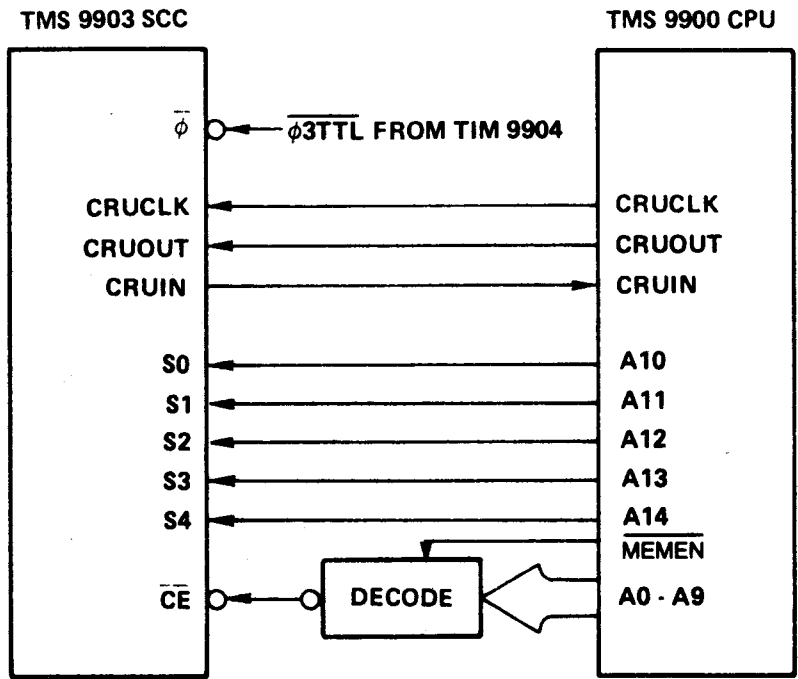 TMS 9903 SCC
TMS 9900 CPU
φ
φ3TTL FROM TIM 9904
CRUCLK
CRUCLK
CRUOUT
CRUOUT
CRUIN
CRUIN
S0
A10
S1
A11
S2
A12
S3
A13
S4
A14
MEMEN
CE
DECODE
A0 - A9